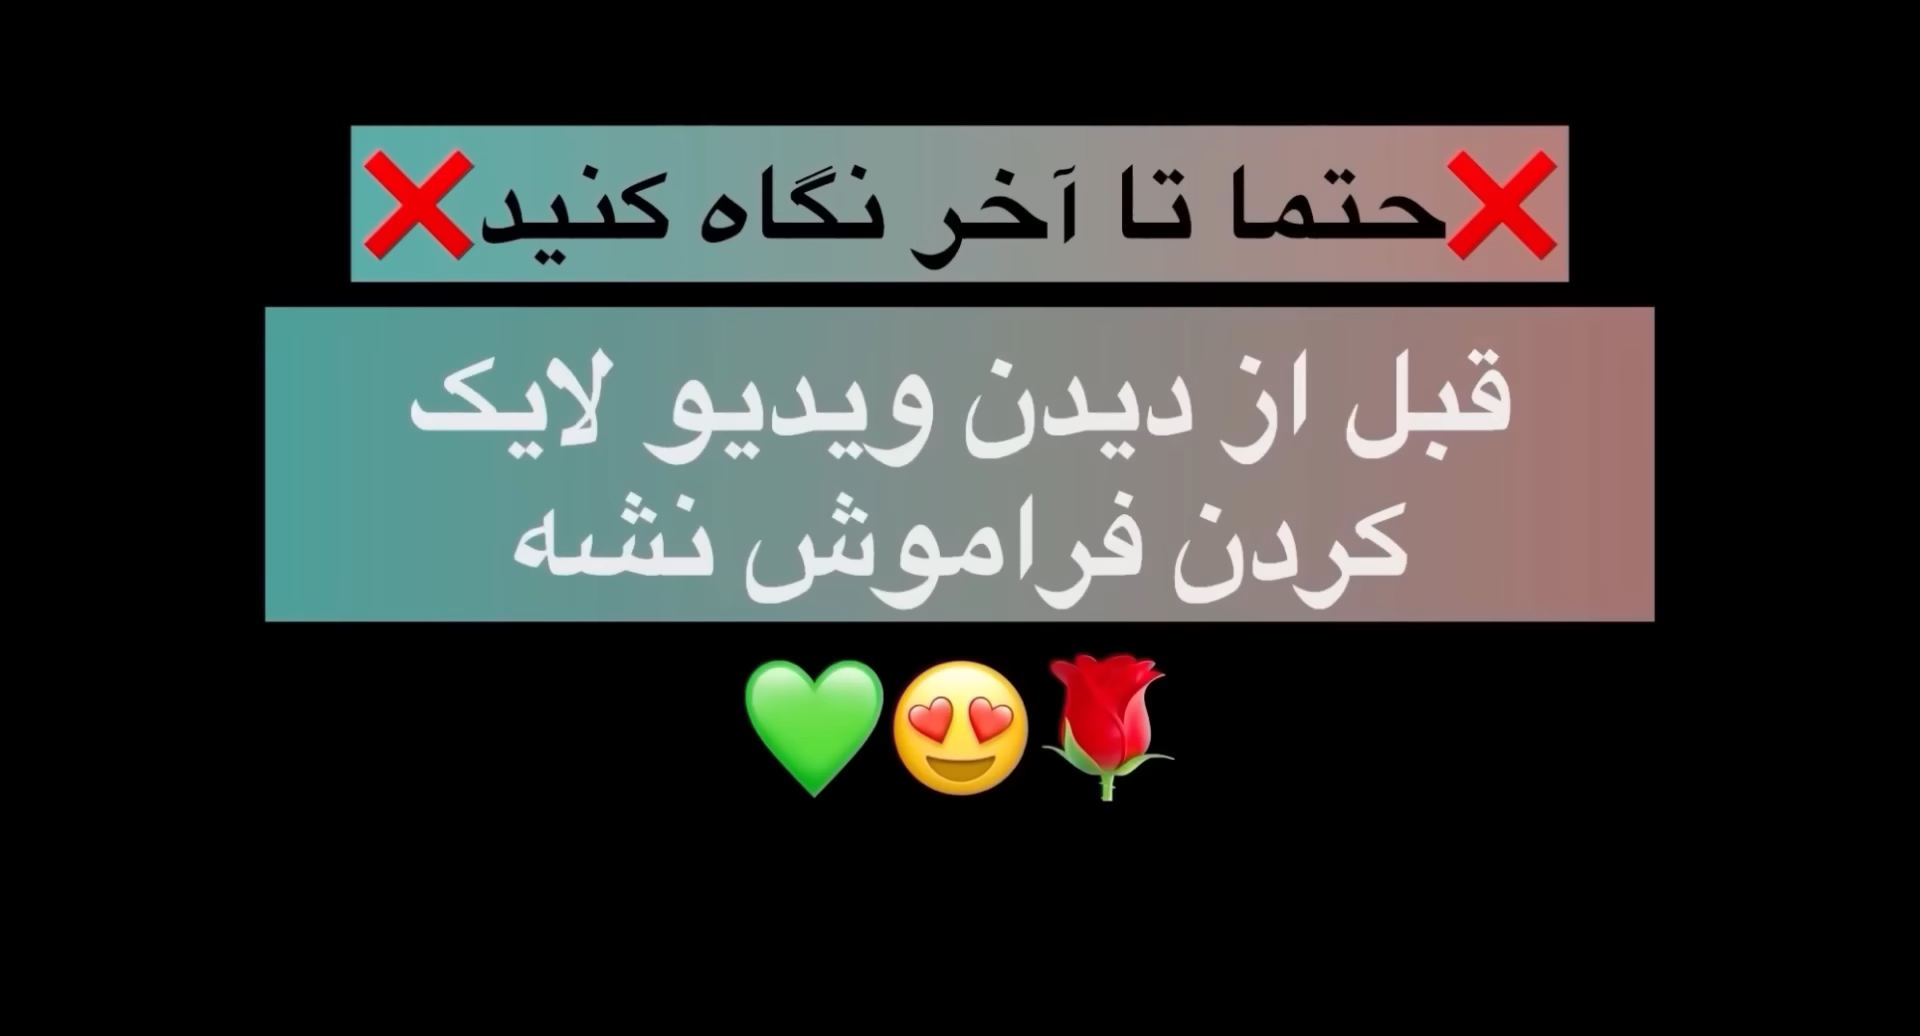 ❌حتما تا آخر نگاه کنید❌
قبل از دیدن ویدیو لایک
کردن فراموش نشه
🌹😍💚